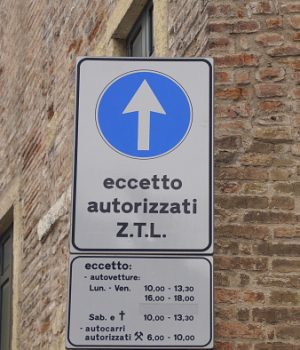 eccetto
autorizzati
Z.T.L.
eccetto:
- autovetture:
Lun. - Ven. 10,00 - 13,30
16,00 - 18,00
Sab. e ✝ 10,00 - 13,30
- autocarri
autorizzati ⚒ 6,00 - 10,00